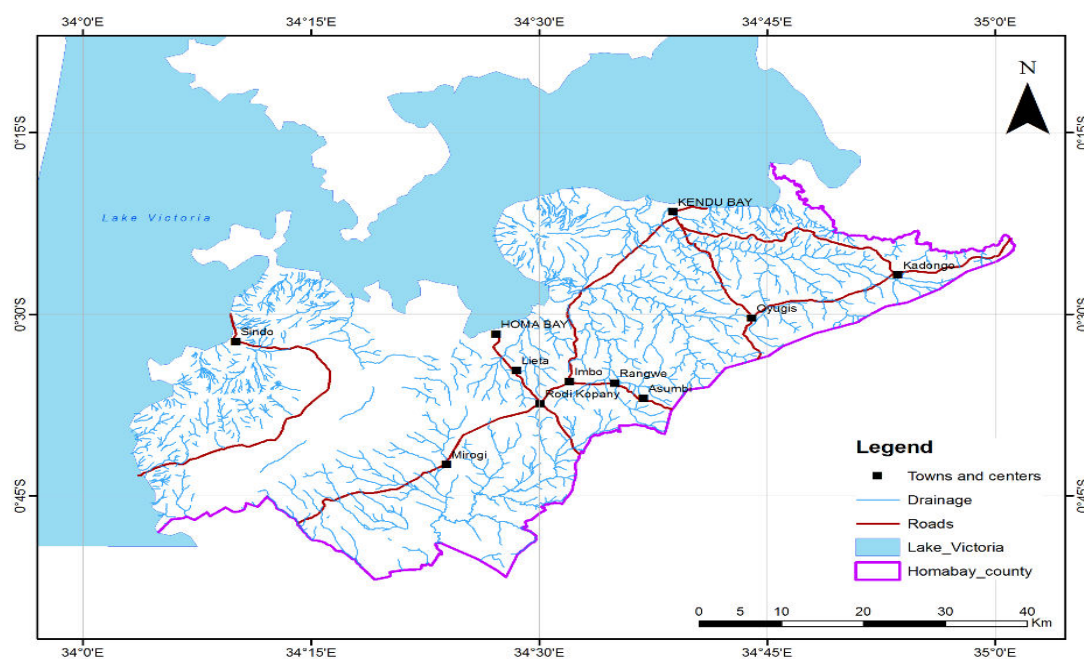 34°0'E 34°15'E 34°30'E 34°45'E 35°0'E
N
0°15'S 0°15'S
KENDU BAY
Lake Victoria
Kadongo
0°30'S 0°30'S
Oyugis
HOMA BAY
Sindo
Lieta
Imbo Rangwe
Asumbi
Rodi Kopany
Mirogi
Legend
Towns and centers
Drainage
Roads
Lake_Victoria
Homabay_county
0°45'S 0°45'S
0 5 10 20 30 40
Km
34°0'E 34°15'E 34°30'E 34°45'E 35°0'E